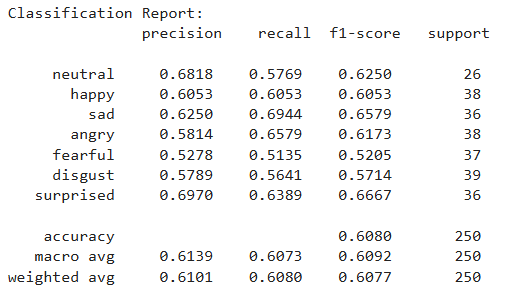 Classification Report:
precision recall f1-score support
neutral 0.6818 0.5769 0.6250 26
happy 0.6053 0.6053 0.6053 38
sad 0.6250 0.6944 0.6579 36
angry 0.5814 0.6579 0.6173 38
fearful 0.5278 0.5135 0.5205 37
disgust 0.5789 0.5641 0.5714 39
surprised 0.6970 0.6389 0.6667 36
accuracy 0.6080 250
macro avg 0.6139 0.6073 0.6092 250
weighted avg 0.6101 0.6080 0.6077 250